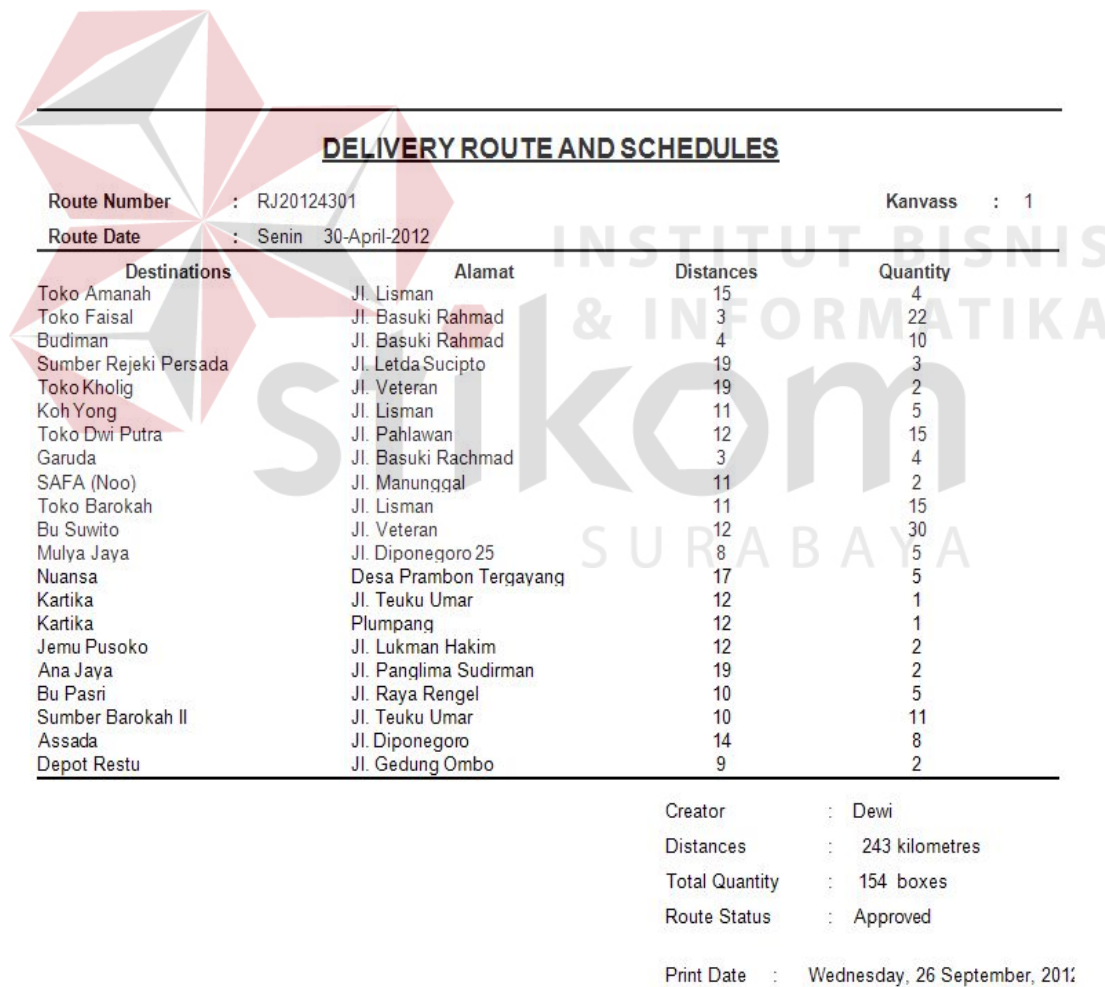 DELIVERY ROUTE AND SCHEDULES
Route Number : RJ20124301 Kanvass : 1
Route Date : Senin 30-April-2012
INSTITUT BISNIS
& INFORMATIKA
stikom
SURABAYA
Destinations Alamat Distances Quantity
Toko Amanah Jl. Lisman 15 4
Toko Faisal Jl. Basuki Rahmad 3 22
Budiman Jl. Basuki Rahmad 4 10
Sumber Rejeki Persada Jl. Letda Sucipto 19 3
Toko Kholig Jl. Veteran 19 2
Koh Yong Jl. Lisman 11 5
Toko Dwi Putra Jl. Pahlawan 12 15
Garuda Jl. Basuki Rachmad 3 4
SAFA (Noo) Jl. Manunggal 11 2
Toko Barokah Jl. Lisman 11 15
Bu Suwito Jl. Veteran 12 30
Mulya Jaya Jl. Diponegoro 25 8 5
Nuansa Desa Prambon Tergayang 17 5
Kartika Jl. Teuku Umar 12 1
Kartika Plumpang 12 1
Jemu Pusoko Jl. Lukman Hakim 12 2
Ana Jaya Jl. Panglima Sudirman 19 2
Bu Pasri Jl. Raya Rengel 10 5
Sumber Barokah II Jl. Teuku Umar 10 11
Assada Jl. Diponegoro 14 8
Depot Restu Jl. Gedung Ombo 9 2
Creator : Dewi
Distances : 243 kilometres
Total Quantity : 154 boxes
Route Status : Approved
Print Date : Wednesday, 26 September, 2012